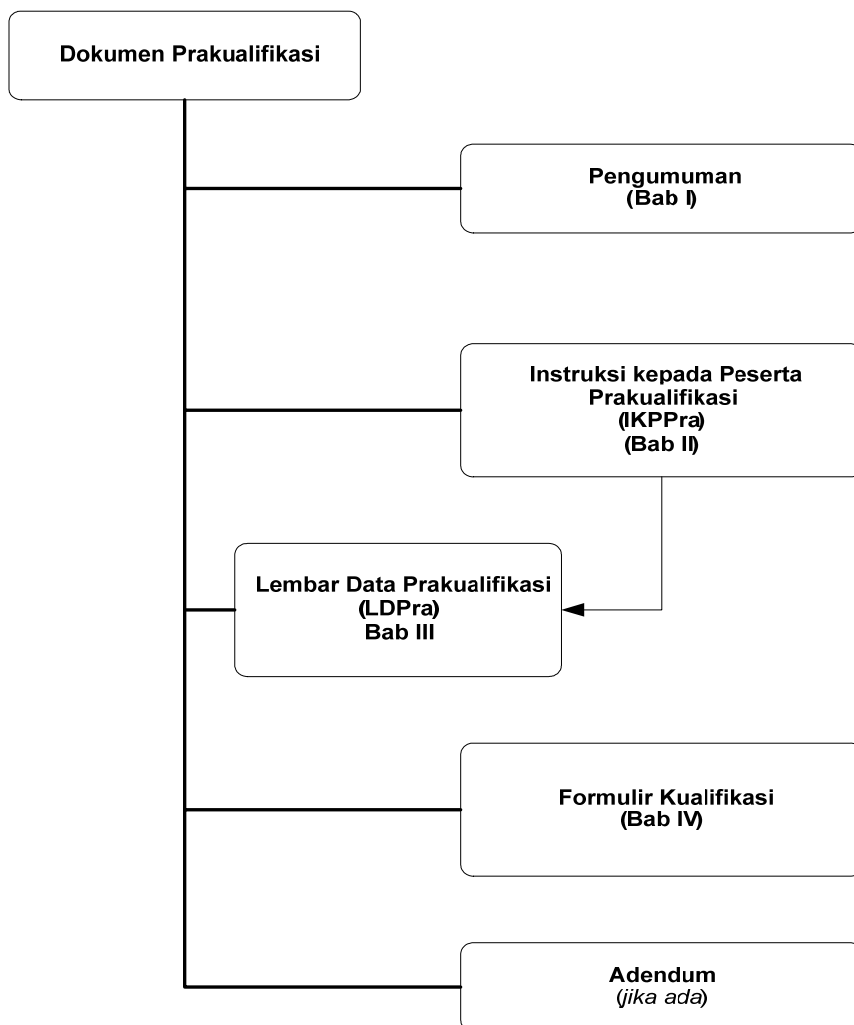 Dokumen Prakualifikasi
Pengumuman
(Bab I)
Instruksi kepada Peserta
Prakualifikasi
(IKPPra)
(Bab II)
Lembar Data Prakualifikasi
(LDPra)
Bab III
Formulir Kualifikasi
(Bab IV)
Adendum
(jika ada)